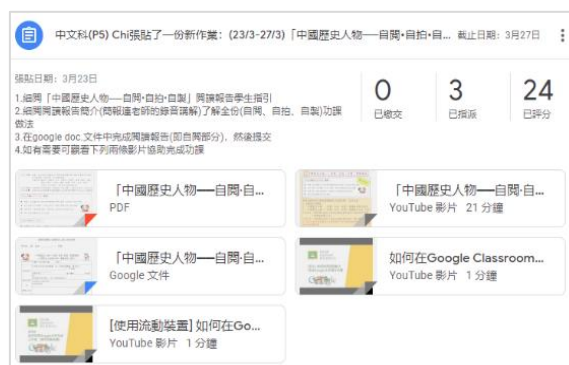 中文科(P5) Chi張貼了一份新作業：(23/3-27/3)「中國歷史人物──自閱•自拍•自... 截止日期：3月27日
張貼日期：3月23日
1.細閱「中國歷史人物──自閱•自拍•自製」閱讀報告學生指引
2.細閱閱讀報告簡介(簡報連老師的錄音講解)了解全份(自閱、自拍、自製)功課
做法
3.在google doc.文件中完成閱讀報告(即自閱部分)，然後提交
4.如有需要可觀看下列兩條影片協助完成功課
0
已繳交
3
已指派
24
已評分
「中國歷史人物──自閱·自...
PDF
「中國歷史人物──自閱·自...
YouTube 影片 21 分鐘
「中國歷史人物──自閱·自...
Google 文件
如何在Google Classroom...
YouTube 影片 1 分鐘
[使用流動裝置] 如何在Go...
YouTube 影片 1 分鐘